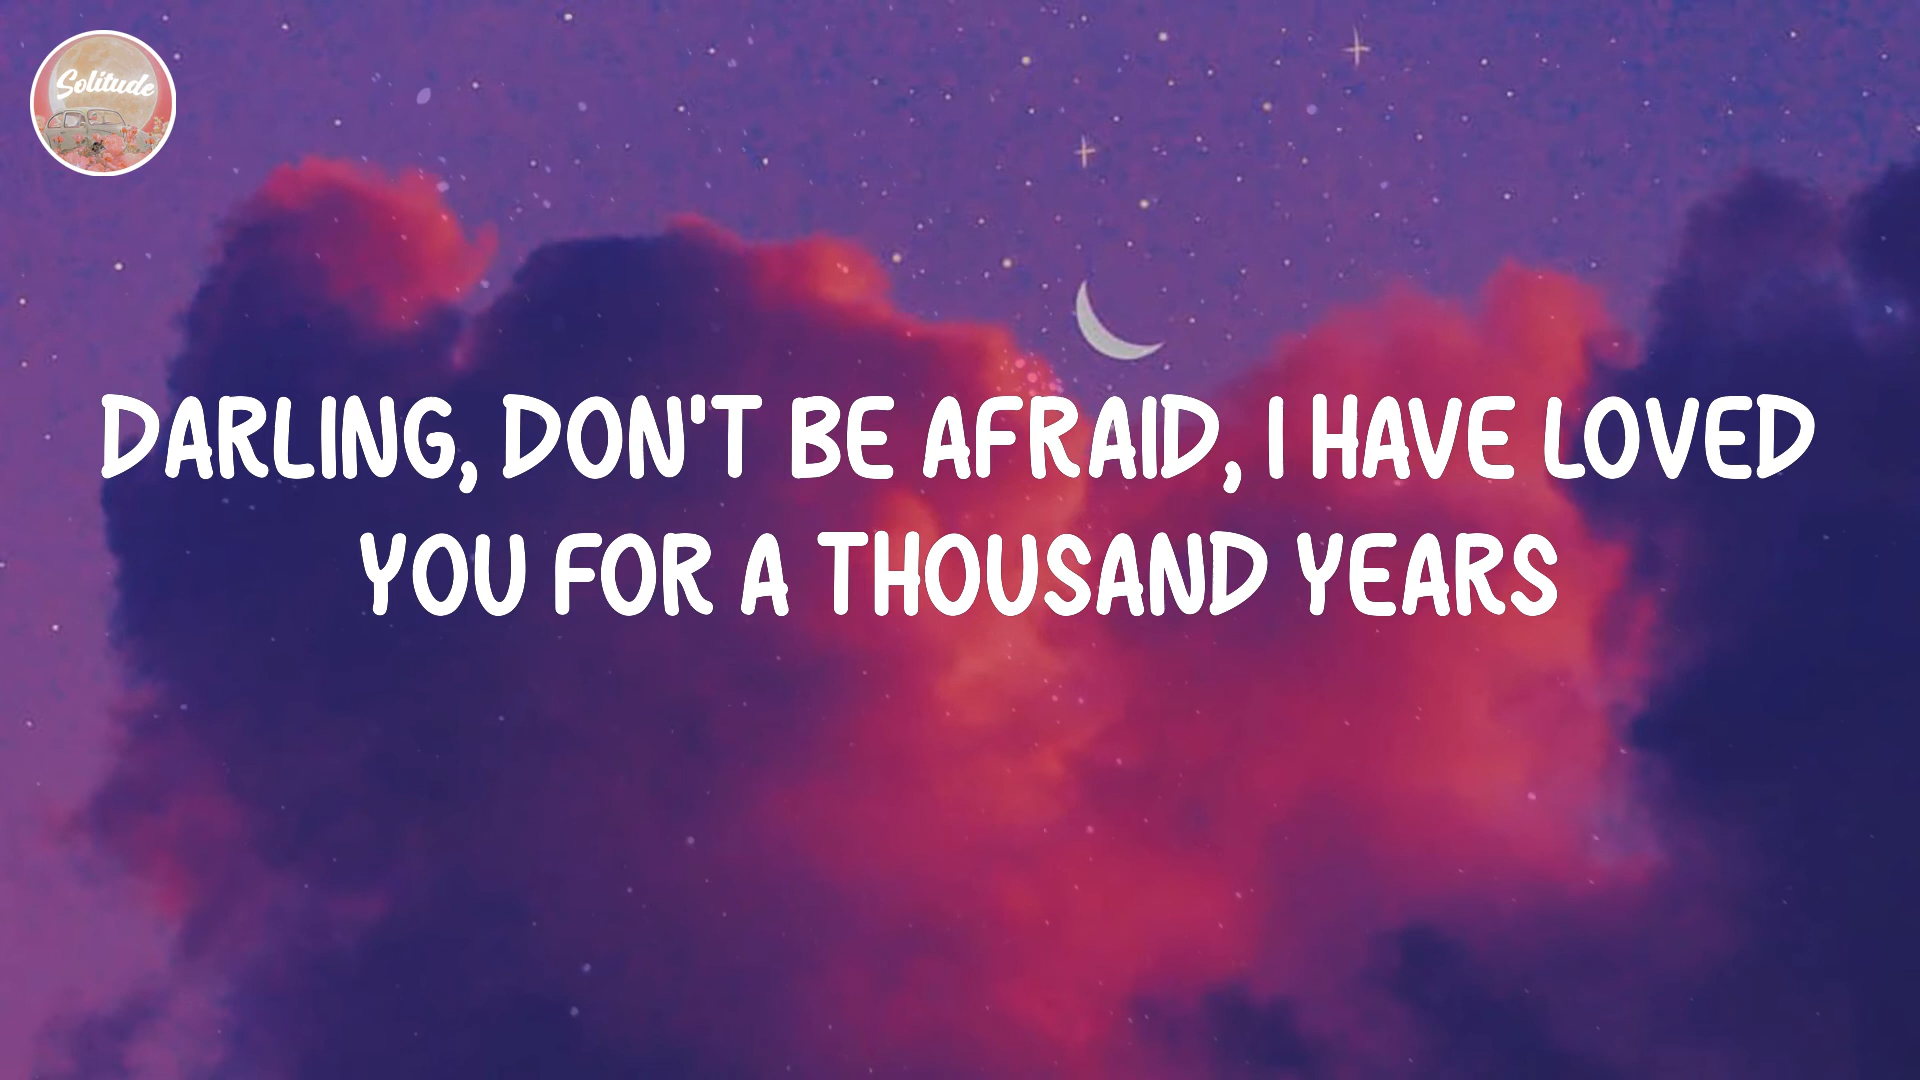 Solitude
DARLING, DON'T BE AFRAID, I HAVE LOVED
YOU FOR A THOUSAND YEARS